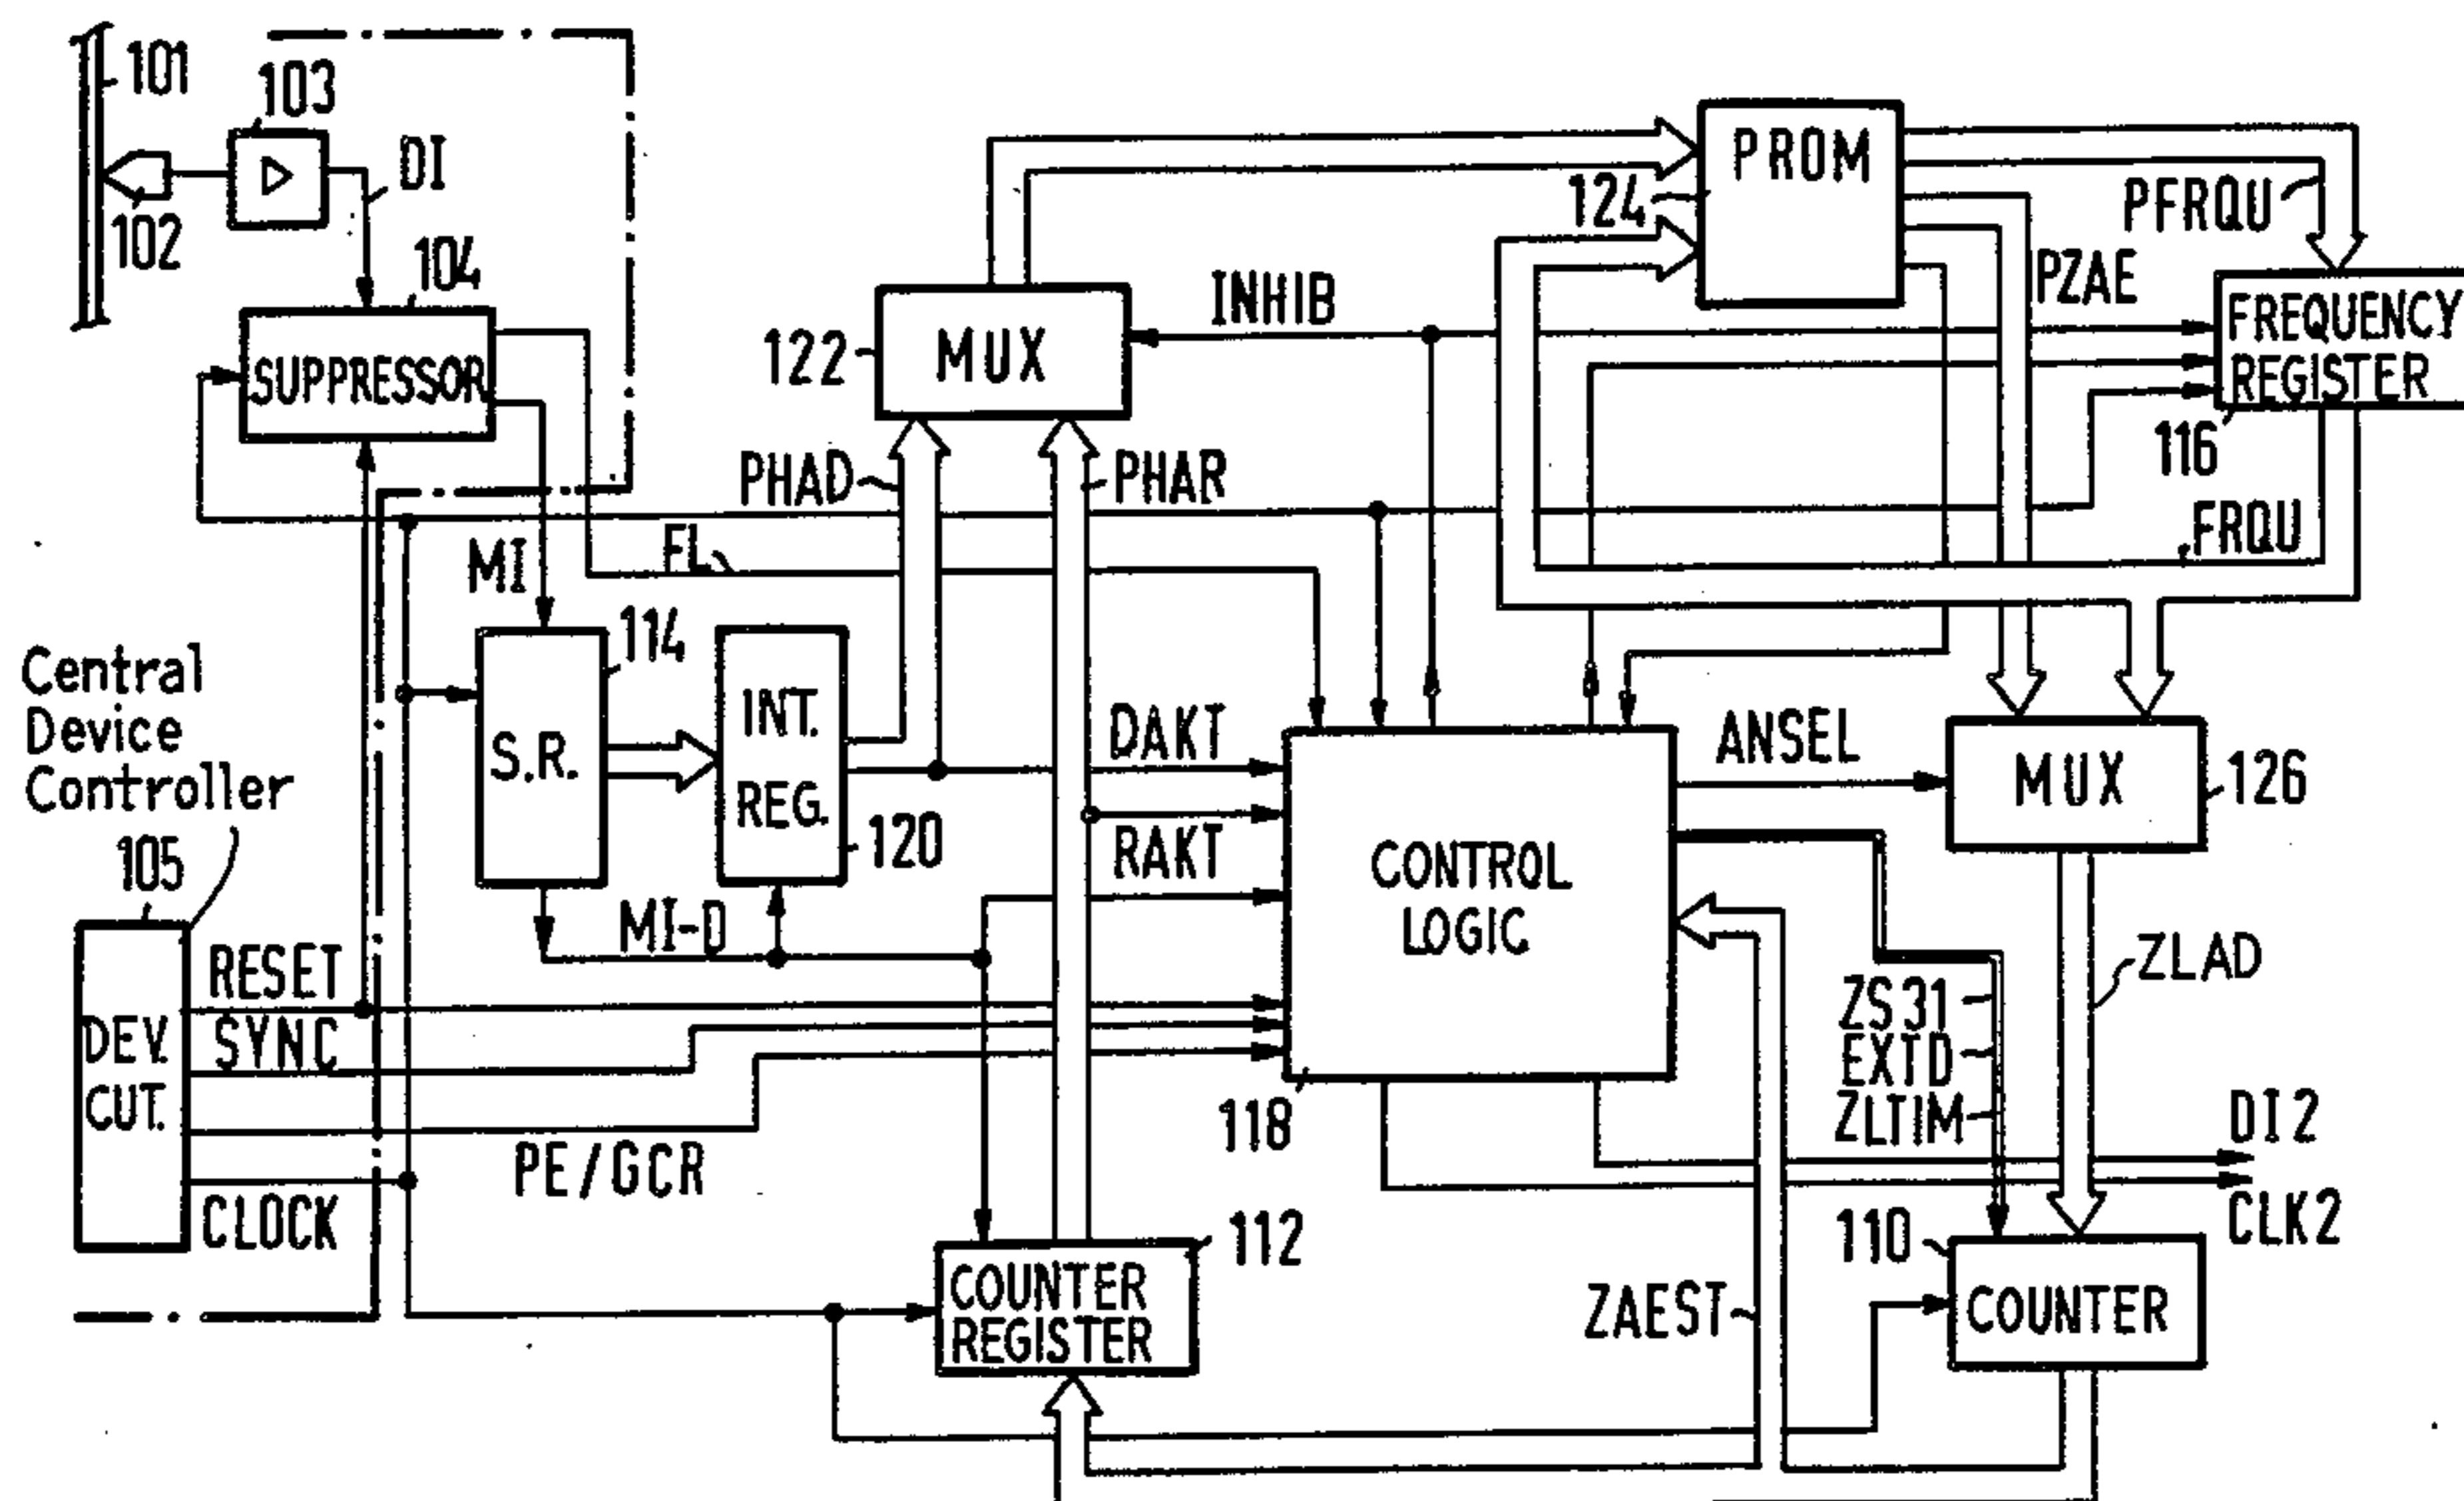 101
103
DI
102
104
SUPPRESSOR
122
MUX
INHIB
124
PROM
PFRQU
PZAE
FREQUENCY
REGISTER
116
PHAD
PHAR
FRQU
MI
FL
114
Central
Device
Controller
105
S.R.
INT.
REG.
120
DAKT
RAKT
CONTROL
LOGIC
118
ANSEL
MUX
126
MI-D
RESET
SYNC
DEV.
CUT.
PE/GCR
CLOCK
ZLAD
ZS31
EXTD
ZLTIM
DI2
CLK2
112
COUNTER
REGISTER
110
COUNTER
ZAEST